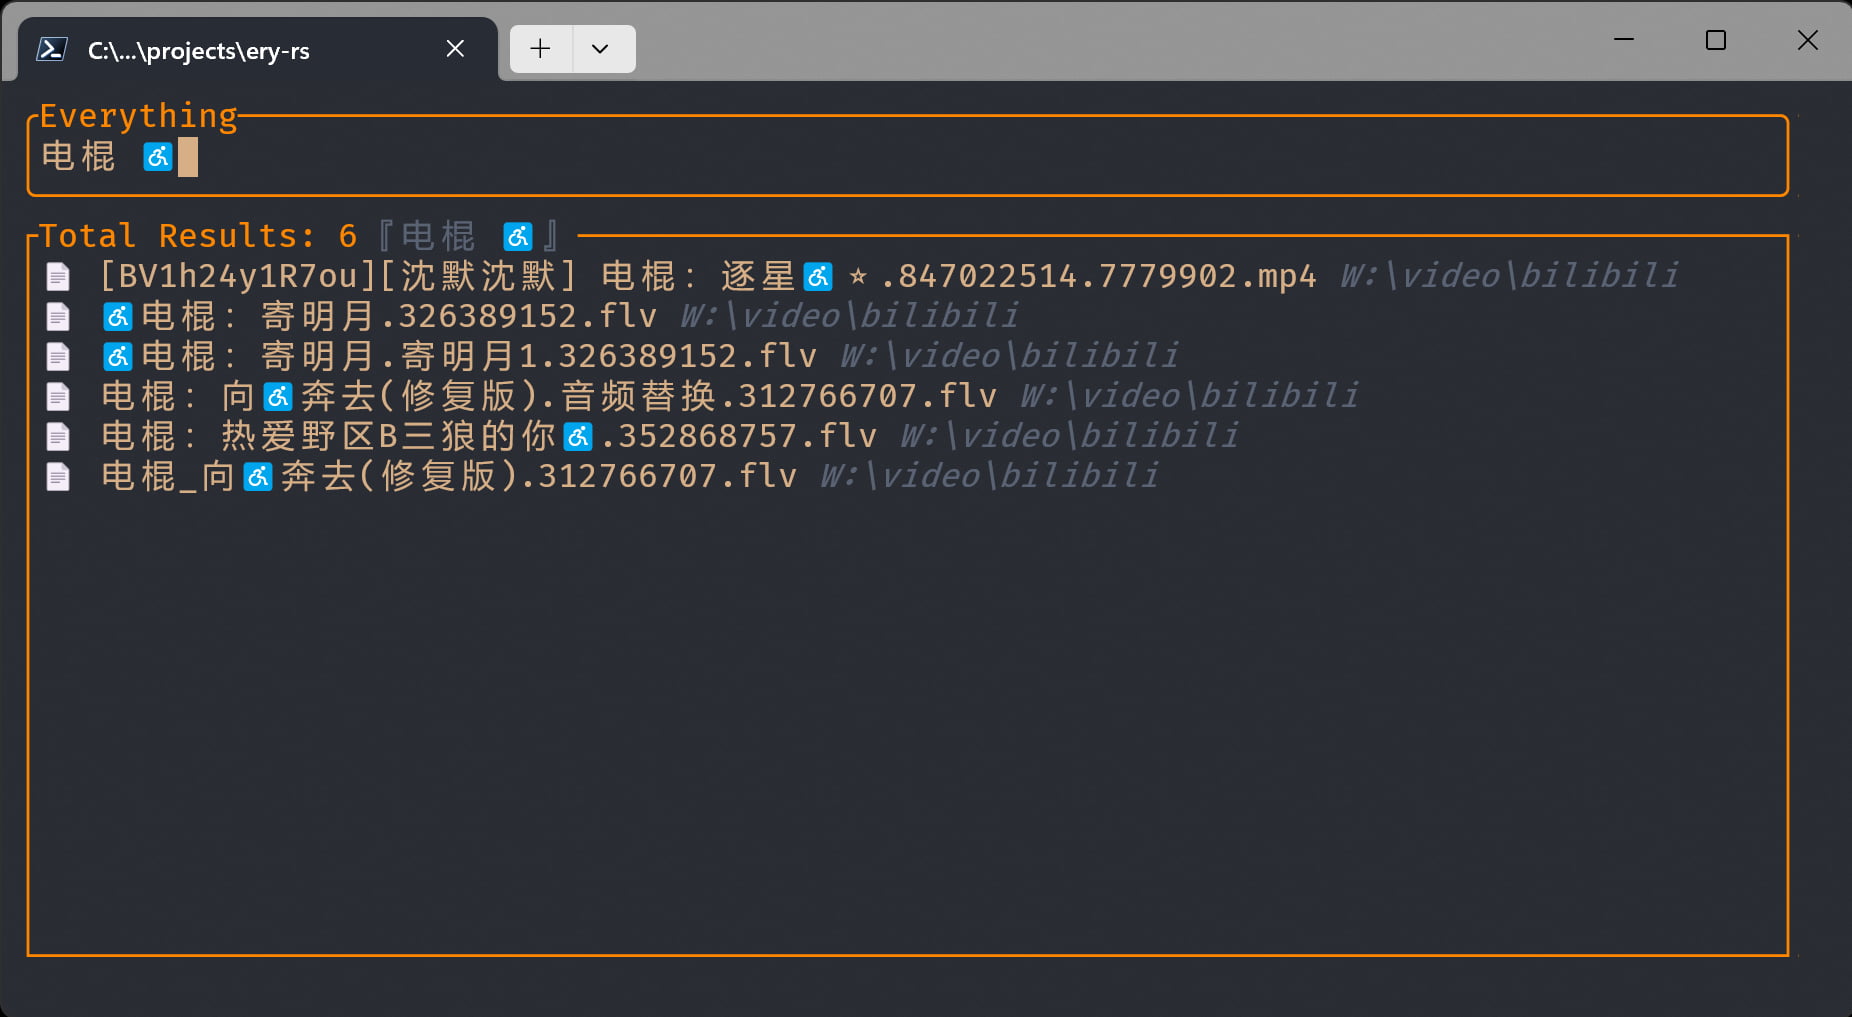 C:\...\projects\ery-rs
Everything
电棍 ♿
Total Results: 6『电棍 ♿』
[BV1h24y1R7ou][沈默沈默] 电棍：逐星♿⭐.847022514.7779902.mp4 W:\video\bilibili
♿电棍：寄明月.326389152.flv W:\video\bilibili
♿电棍：寄明月.寄明月1.326389152.flv W:\video\bilibili
电棍：向♿奔去(修复版).音频替换.312766707.flv W:\video\bilibili
电棍：热爱野区B三狼的你♿.352868757.flv W:\video\bilibili
电棍_向♿奔去(修复版).312766707.flv W:\video\bilibili